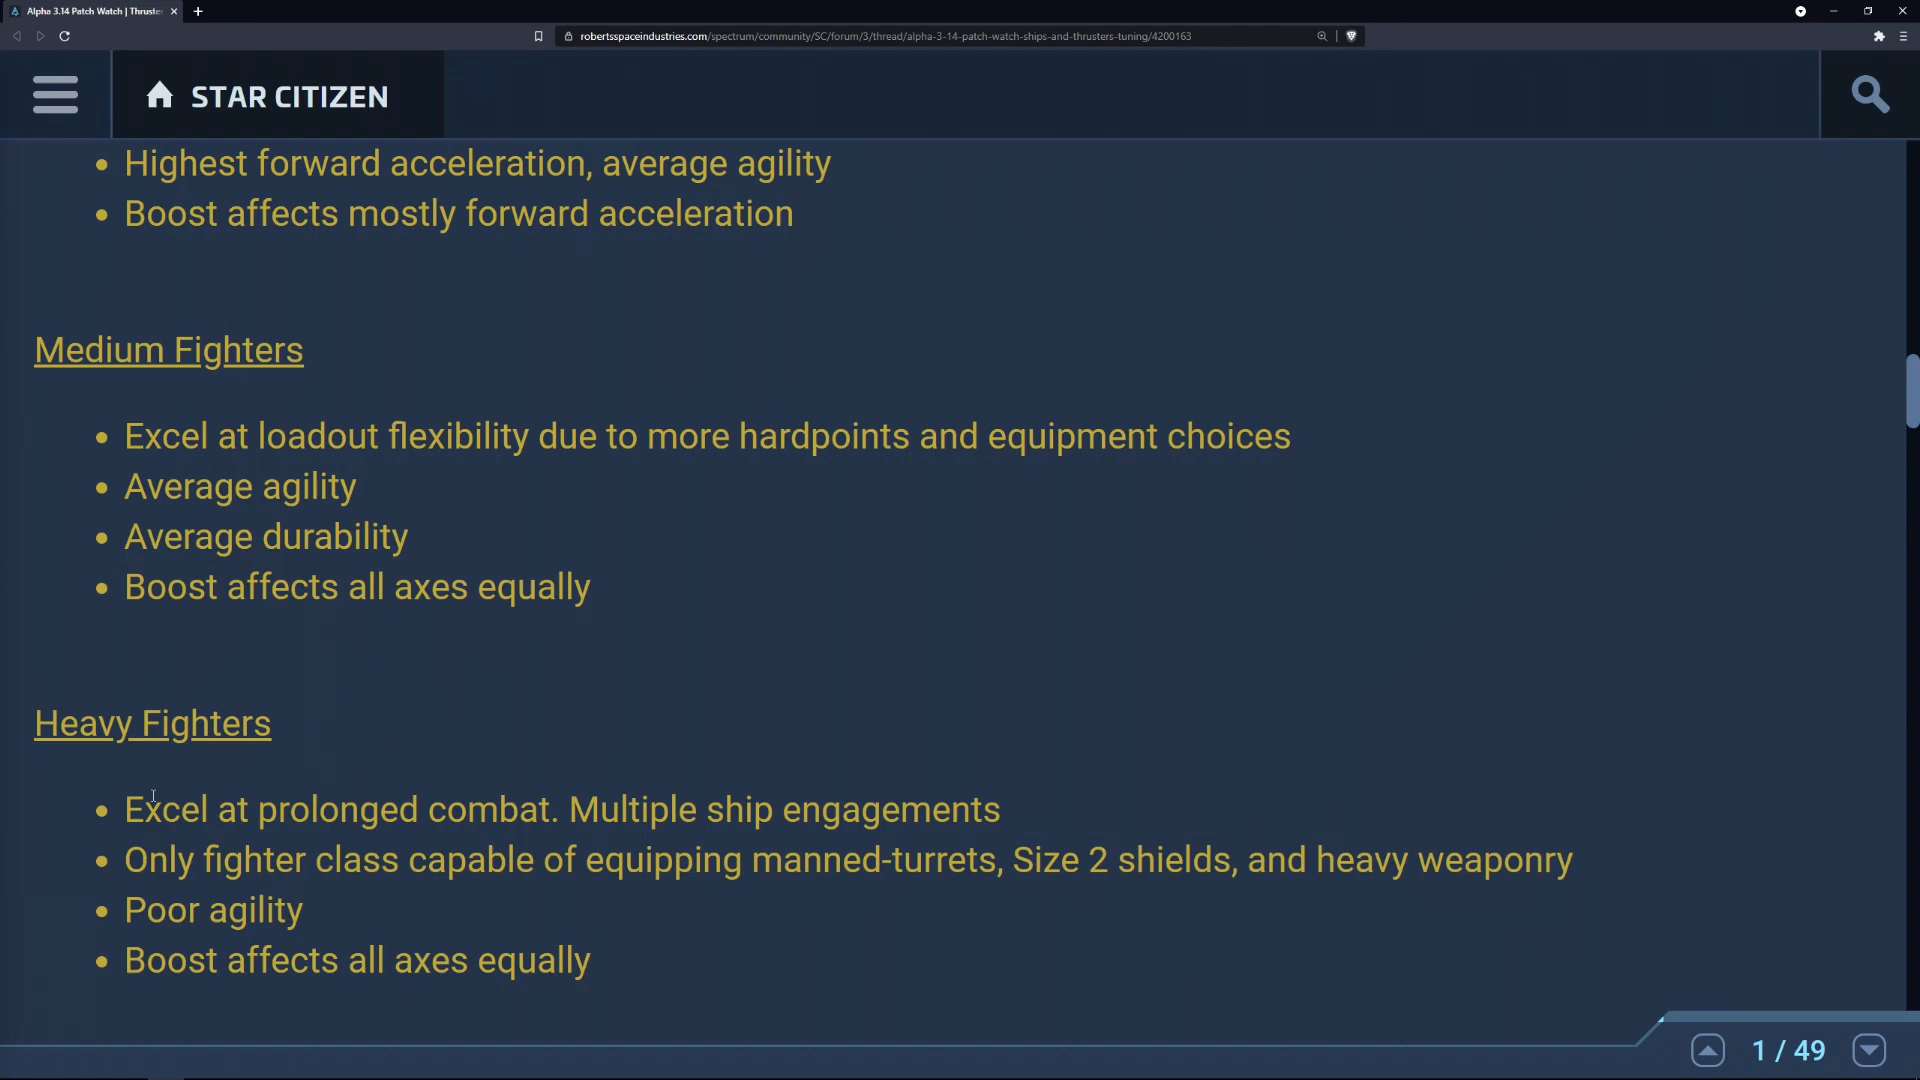 Alpha 3.14 Patch Watch | Thruste
robertsspaceindustries.com/spectrum/community/SC/forum/3/thread/alpha-3-14-patch-watch-ships-and-thrusters-tuning/4200163
STAR CITIZEN
• Highest forward acceleration, average agility
• Boost affects mostly forward acceleration
Medium Fighters
• Excel at loadout flexibility due to more hardpoints and equipment choices
• Average agility
• Average durability
• Boost affects all axes equally
Heavy Fighters
• Excel at prolonged combat. Multiple ship engagements
• Only fighter class capable of equipping manned-turrets, Size 2 shields, and heavy weaponry
• Poor agility
• Boost affects all axes equally
1 / 49